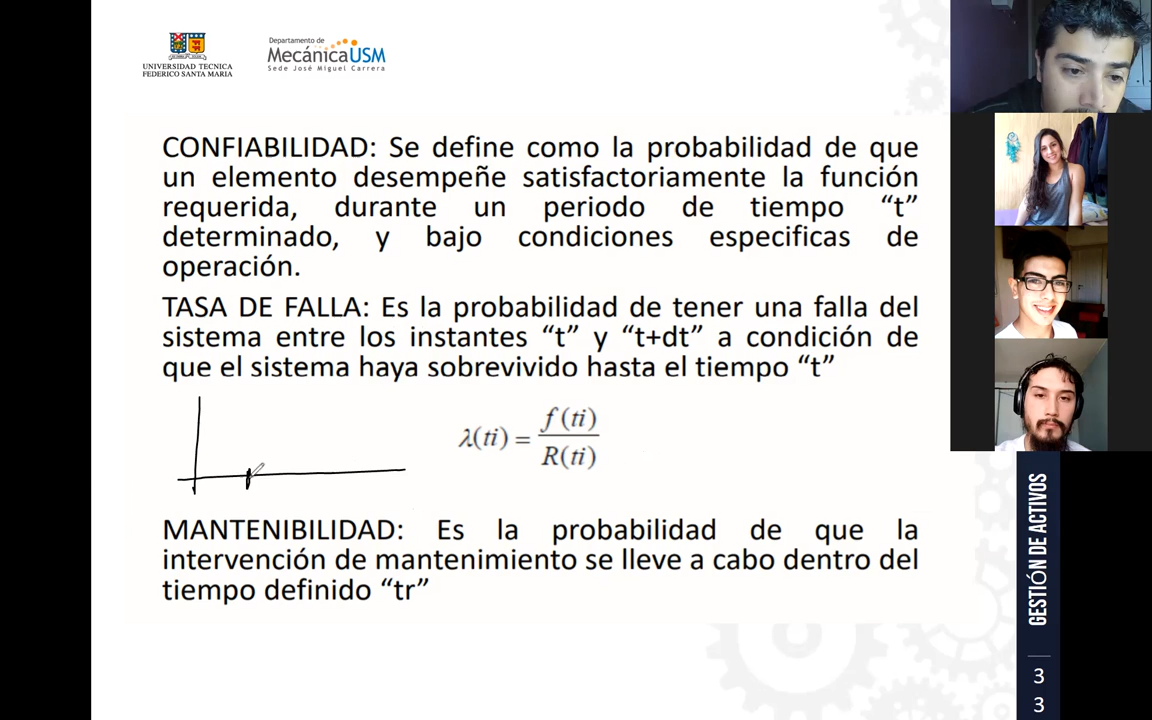 UNIVERSIDAD TECNICA
FEDERICO SANTA MARIA
Departamento de
MecánicaUSM
Sede José Miguel Carrera
CONFIABILIDAD: Se define como la probabilidad de que
un elemento desempeñe satisfactoriamente la función
requerida, durante un periodo de tiempo “t”
determinado, y bajo condiciones especificas de
operación.
TASA DE FALLA: Es la probabilidad de tener una falla del
sistema entre los instantes “t” y “t+dt” a condición de
que el sistema haya sobrevivido hasta el tiempo “t”
λ(ti) = f(ti) / R(ti)
MANTENIBILIDAD: Es la probabilidad de que la
intervención de mantenimiento se lleve a cabo dentro del
tiempo definido “tr”
GESTIÓN DE ACTIVOS
3
3